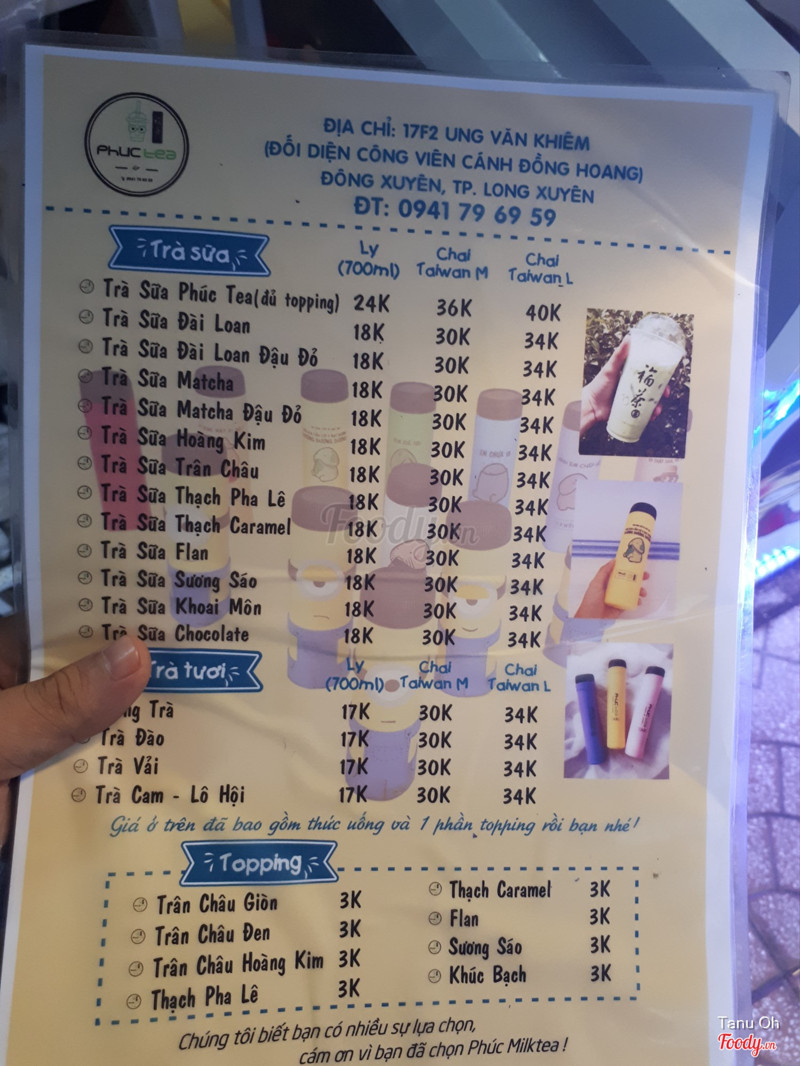 PHÚC tea
ĐỊA CHỈ: 17F2 UNG VĂN KHIÊM
(ĐỐI DIỆN CÔNG VIÊN CÁNH ĐỒNG HOANG)
ĐÔNG XUYÊN, TP. LONG XUYÊN
ĐT: 0941 79 69 59
Trà sữa Ly (700ml) Chai Taiwan M Chai Taiwan L
Trà Sữa Phúc Tea(đủ topping) 24K 36K 40K
Trà Sữa Đài Loan 18K 30K 34K
Trà Sữa Đài Loan Đậu Đỏ 18K 30K 34K
Trà Sữa Matcha 18K 30K 34K
Trà Sữa Matcha Đậu Đỏ 18K 30K 34K
Trà Sữa Hoàng Kim 18K 30K 34K
Trà Sữa Trân Châu 18K 30K 34K
Trà Sữa Thạch Pha Lê 18K 30K 34K
Trà Sữa Thạch Caramel 18K 30K 34K
Trà Sữa Flan 18K 30K 34K
Trà Sữa Sương Sáo 18K 30K 34K
Trà Sữa Khoai Môn 18K 30K 34K
Trà Sữa Chocolate 18K 30K 34K
Trà tươi Ly (700ml) Chai Taiwan M Chai Taiwan L
ng Trà 17K 30K 34K
Trà Đào 17K 30K 34K
Trà Vải 17K 30K 34K
Trà Cam - Lô Hội 17K 30K 34K
Giá ở trên đã bao gồm thức uống và 1 phần topping rồi bạn nhé!
Topping
Trân Châu Giòn 3K
Trân Châu Đen 3K
Trân Châu Hoàng Kim 3K
Thạch Pha Lê 3K
Thạch Caramel 3K
Flan 3K
Sương Sáo 3K
Khúc Bạch 3K
Chúng tôi biết bạn có nhiều sự lựa chọn,
cám ơn vì bạn đã chọn Phúc Milktea !
福茶
Foody.vn
Tanu Oh
Foody.vn